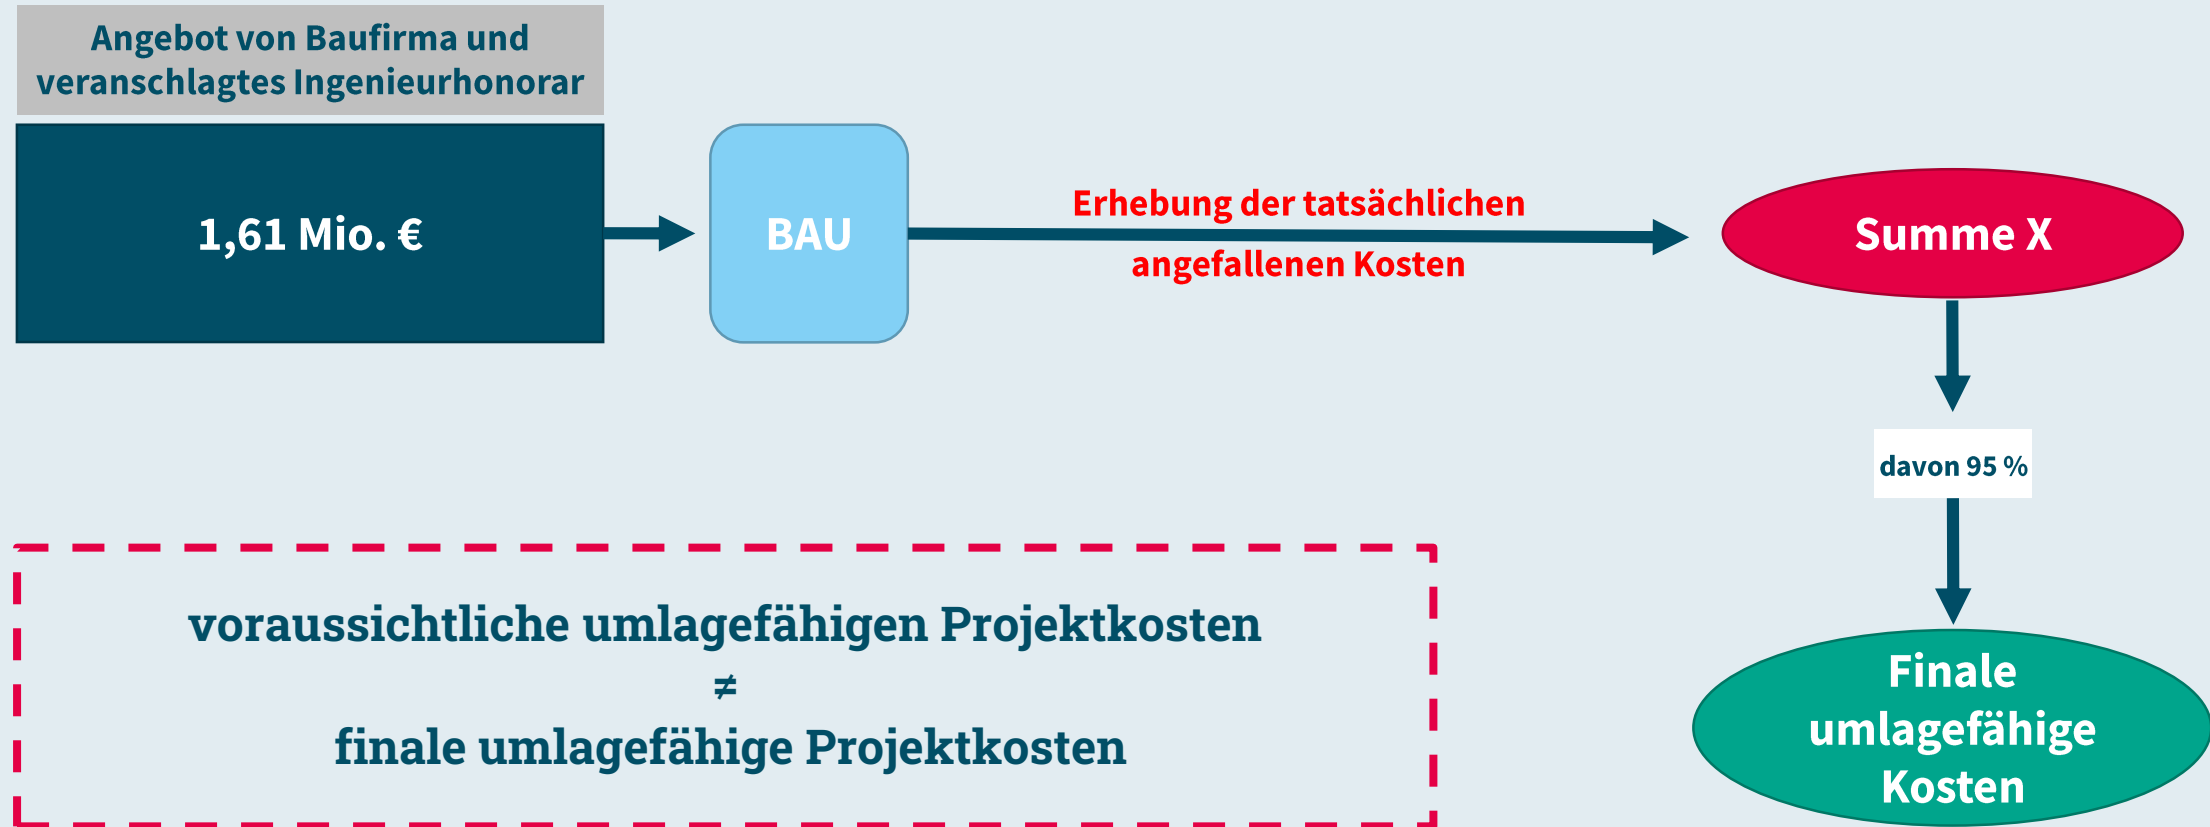 Angebot von Baufirma und
veranschlagtes Ingenieurhonorar
1,61 Mio. €
BAU
Erhebung der tatsächlichen
angefallenen Kosten
Summe X
davon 95 %
voraussichtliche umlagefähigen Projektkosten
≠
finale umlagefähige Projektkosten
Finale
umlagefähige
Kosten